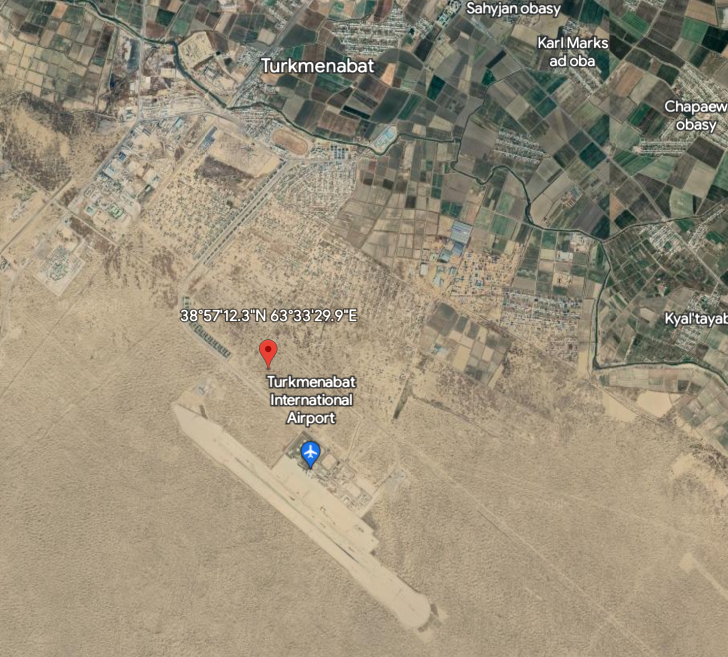 Sahyjan obasy
Karl Marks
ad oba
Turkmenabat
Chapaew
obasy
38°57'12.3"N 63°33'29.9"E
Kyal'tayab
Turkmenabat
International
Airport